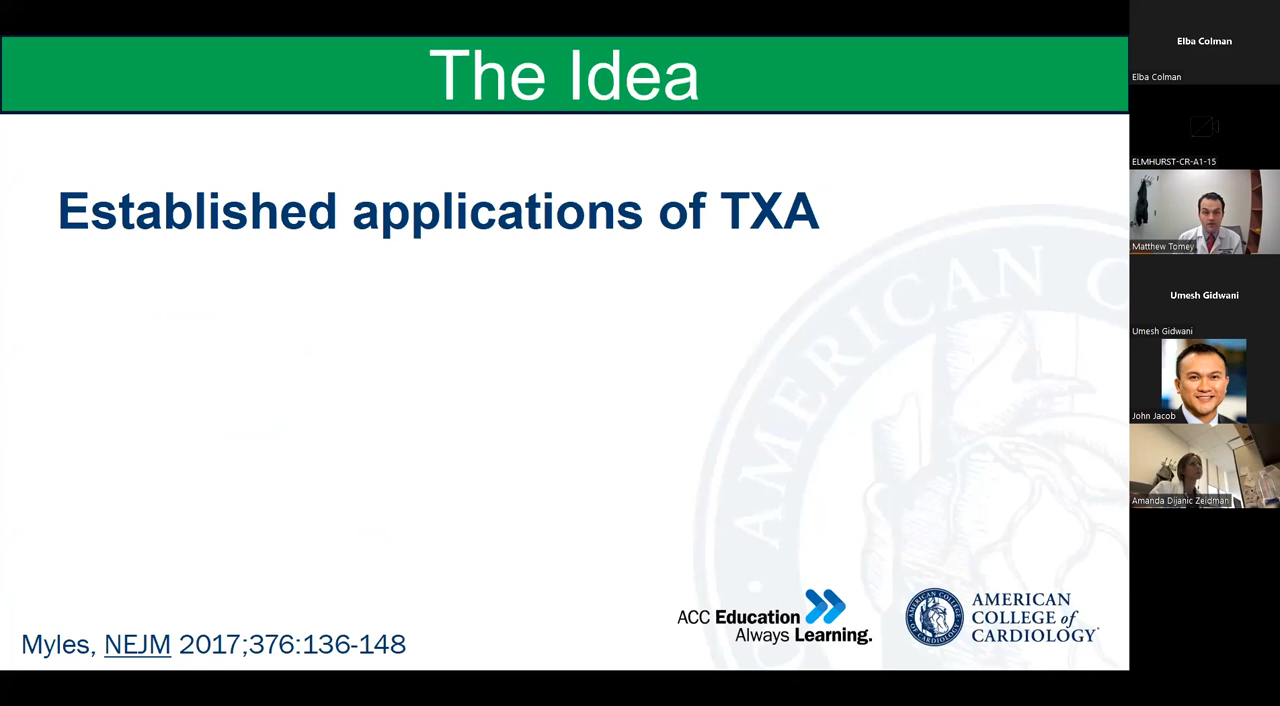 The Idea
Established applications of TXA
AMERICAN C
ACC Education
Always Learning.
AMERICAN
COLLEGE of
CARDIOLOGY
Myles, NEJM 2017;376:136-148
Elba Colman
Elba Colman
ELMHURST-CR-A1-15
Matthew Tomey
Umesh Gidwani
Umesh Gidwani
John Jacob
Amanda Dijanic Zeidman